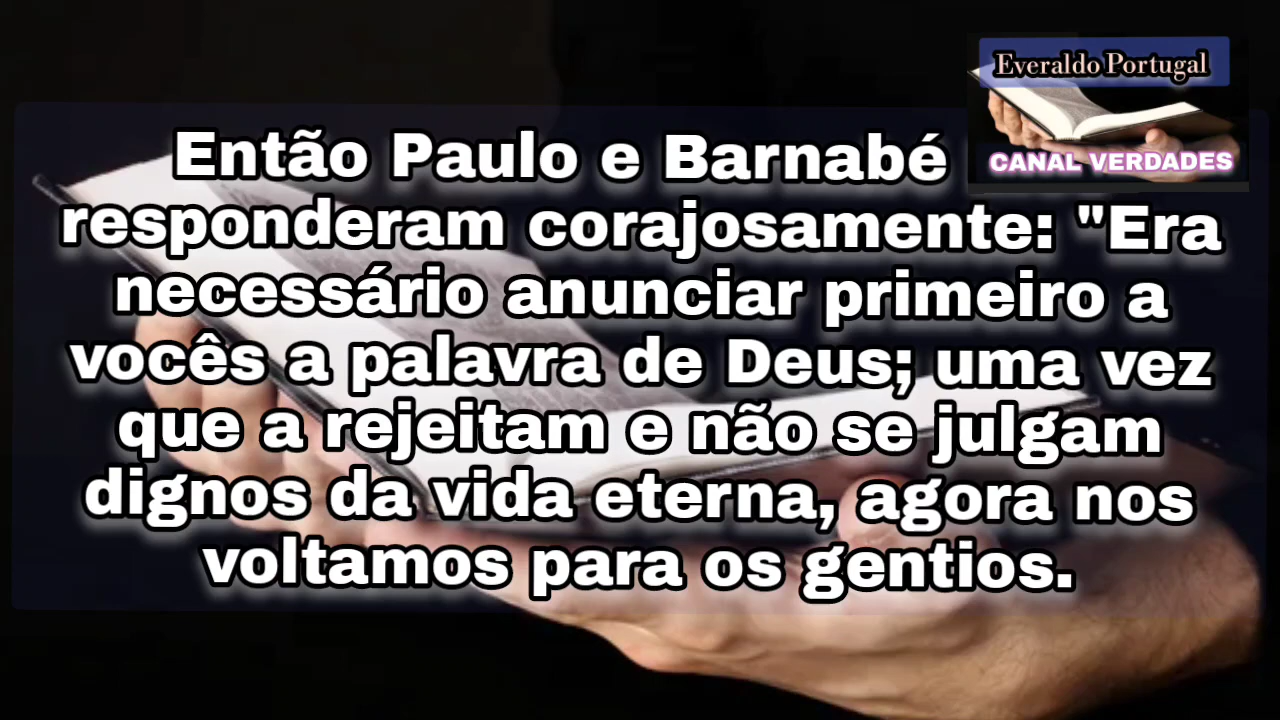 Everaldo Portugal
CANAL VERDADES
Então Paulo e Barnabé
responderam corajosamente: "Era
necessário anunciar primeiro a
vocês a palavra de Deus; uma vez
que a rejeitam e não se julgam
dignos da vida eterna, agora nos
voltamos para os gentios.